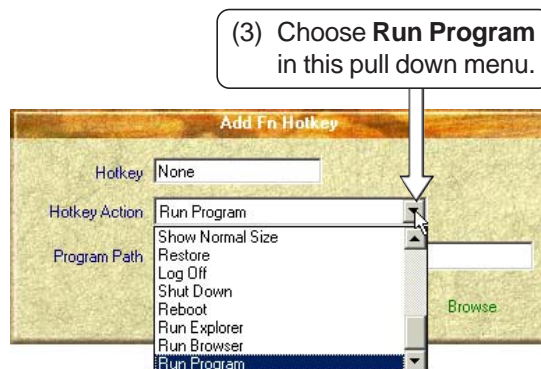 (3) Choose Run Program
in this pull down menu.
Add Fn Hotkey
Hotkey None
Hotkey Action Run Program
Show Normal Size
Restore
Program Path
Log Off
Shut Down
Reboot
Browse
Run Explorer
Run Browser
Run Program